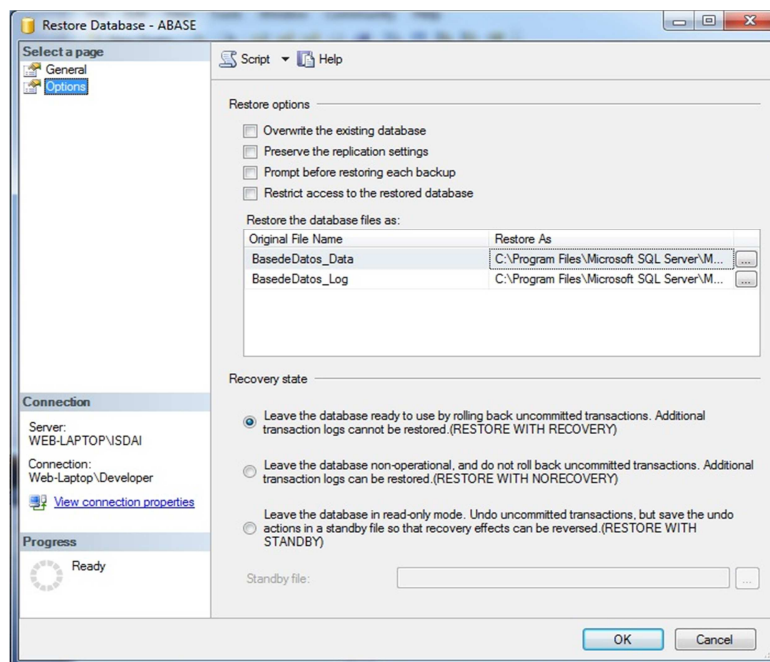 Restore Database - ABASE
Select a page
General
Options
Script
Help
Restore options
Overwrite the existing database
Preserve the replication settings
Prompt before restoring each backup
Restrict access to the restored database
Restore the database files as:
Original File Name Restore As
BasedeDatos_Data C:\Program Files\Microsoft SQL Server\M... ...
BasedeDatos_Log C:\Program Files\Microsoft SQL Server\M... ...
Recovery state
Leave the database ready to use by rolling back uncommitted transactions. Additional
transaction logs cannot be restored.(RESTORE WITH RECOVERY)
Leave the database non-operational, and do not roll back uncommitted transactions. Additional
transaction logs can be restored.(RESTORE WITH NORECOVERY)
Leave the database in read-only mode. Undo uncommitted transactions, but save the undo
actions in a standby file so that recovery effects can be reversed.(RESTORE WITH
STANDBY)
Standby file: ...
Connection
Server:
WEB-LAPTOP\ISDAI
Connection:
Web-Laptop\Developer
View connection properties
Progress
Ready
OK
Cancel